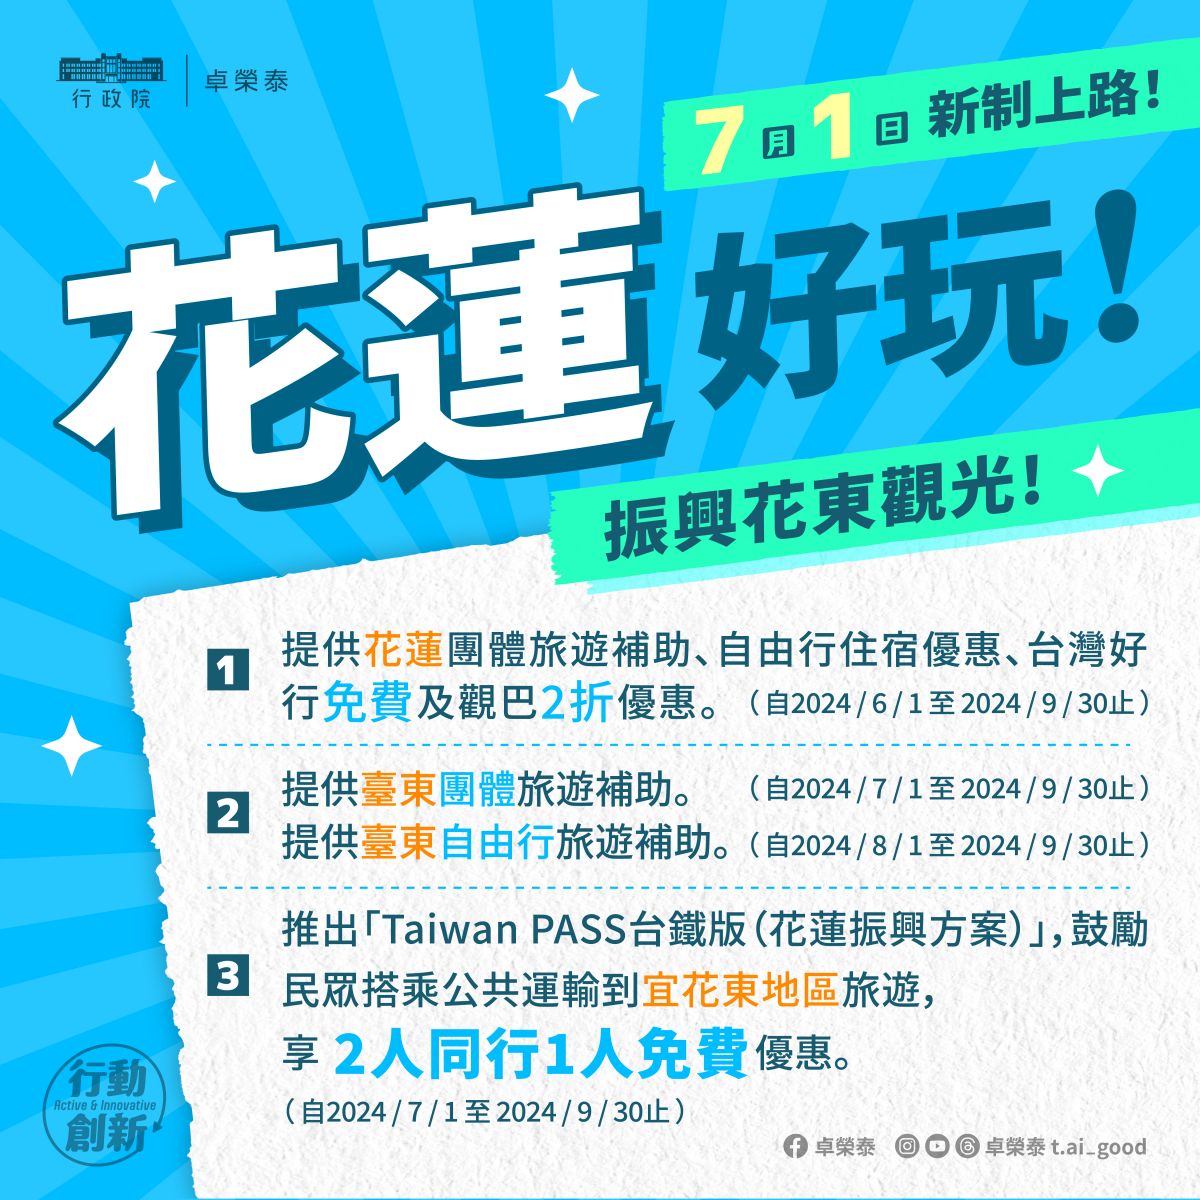 行政院
卓榮泰
7月1日 新制上路!
花蓮好玩!
振興花東觀光!
1
提供花蓮團體旅遊補助、自由行住宿優惠、台灣好
行免費及觀巴2折優惠。(自2024/6/1至2024/9/30止)
2
提供臺東團體旅遊補助。(自2024/7/1至2024/9/30止)
提供臺東自由行旅遊補助。(自2024/8/1至2024/9/30止)
3
推出「Taiwan PASS台鐵版(花蓮振興方案)」,鼓勵
民眾搭乘公共運輸到宜花東地區旅遊,
享 2人同行1人免費優惠。
(自2024/7/1至2024/9/30止)
行動
Active & Innovative
創新
卓榮泰 卓榮泰 t.ai_good